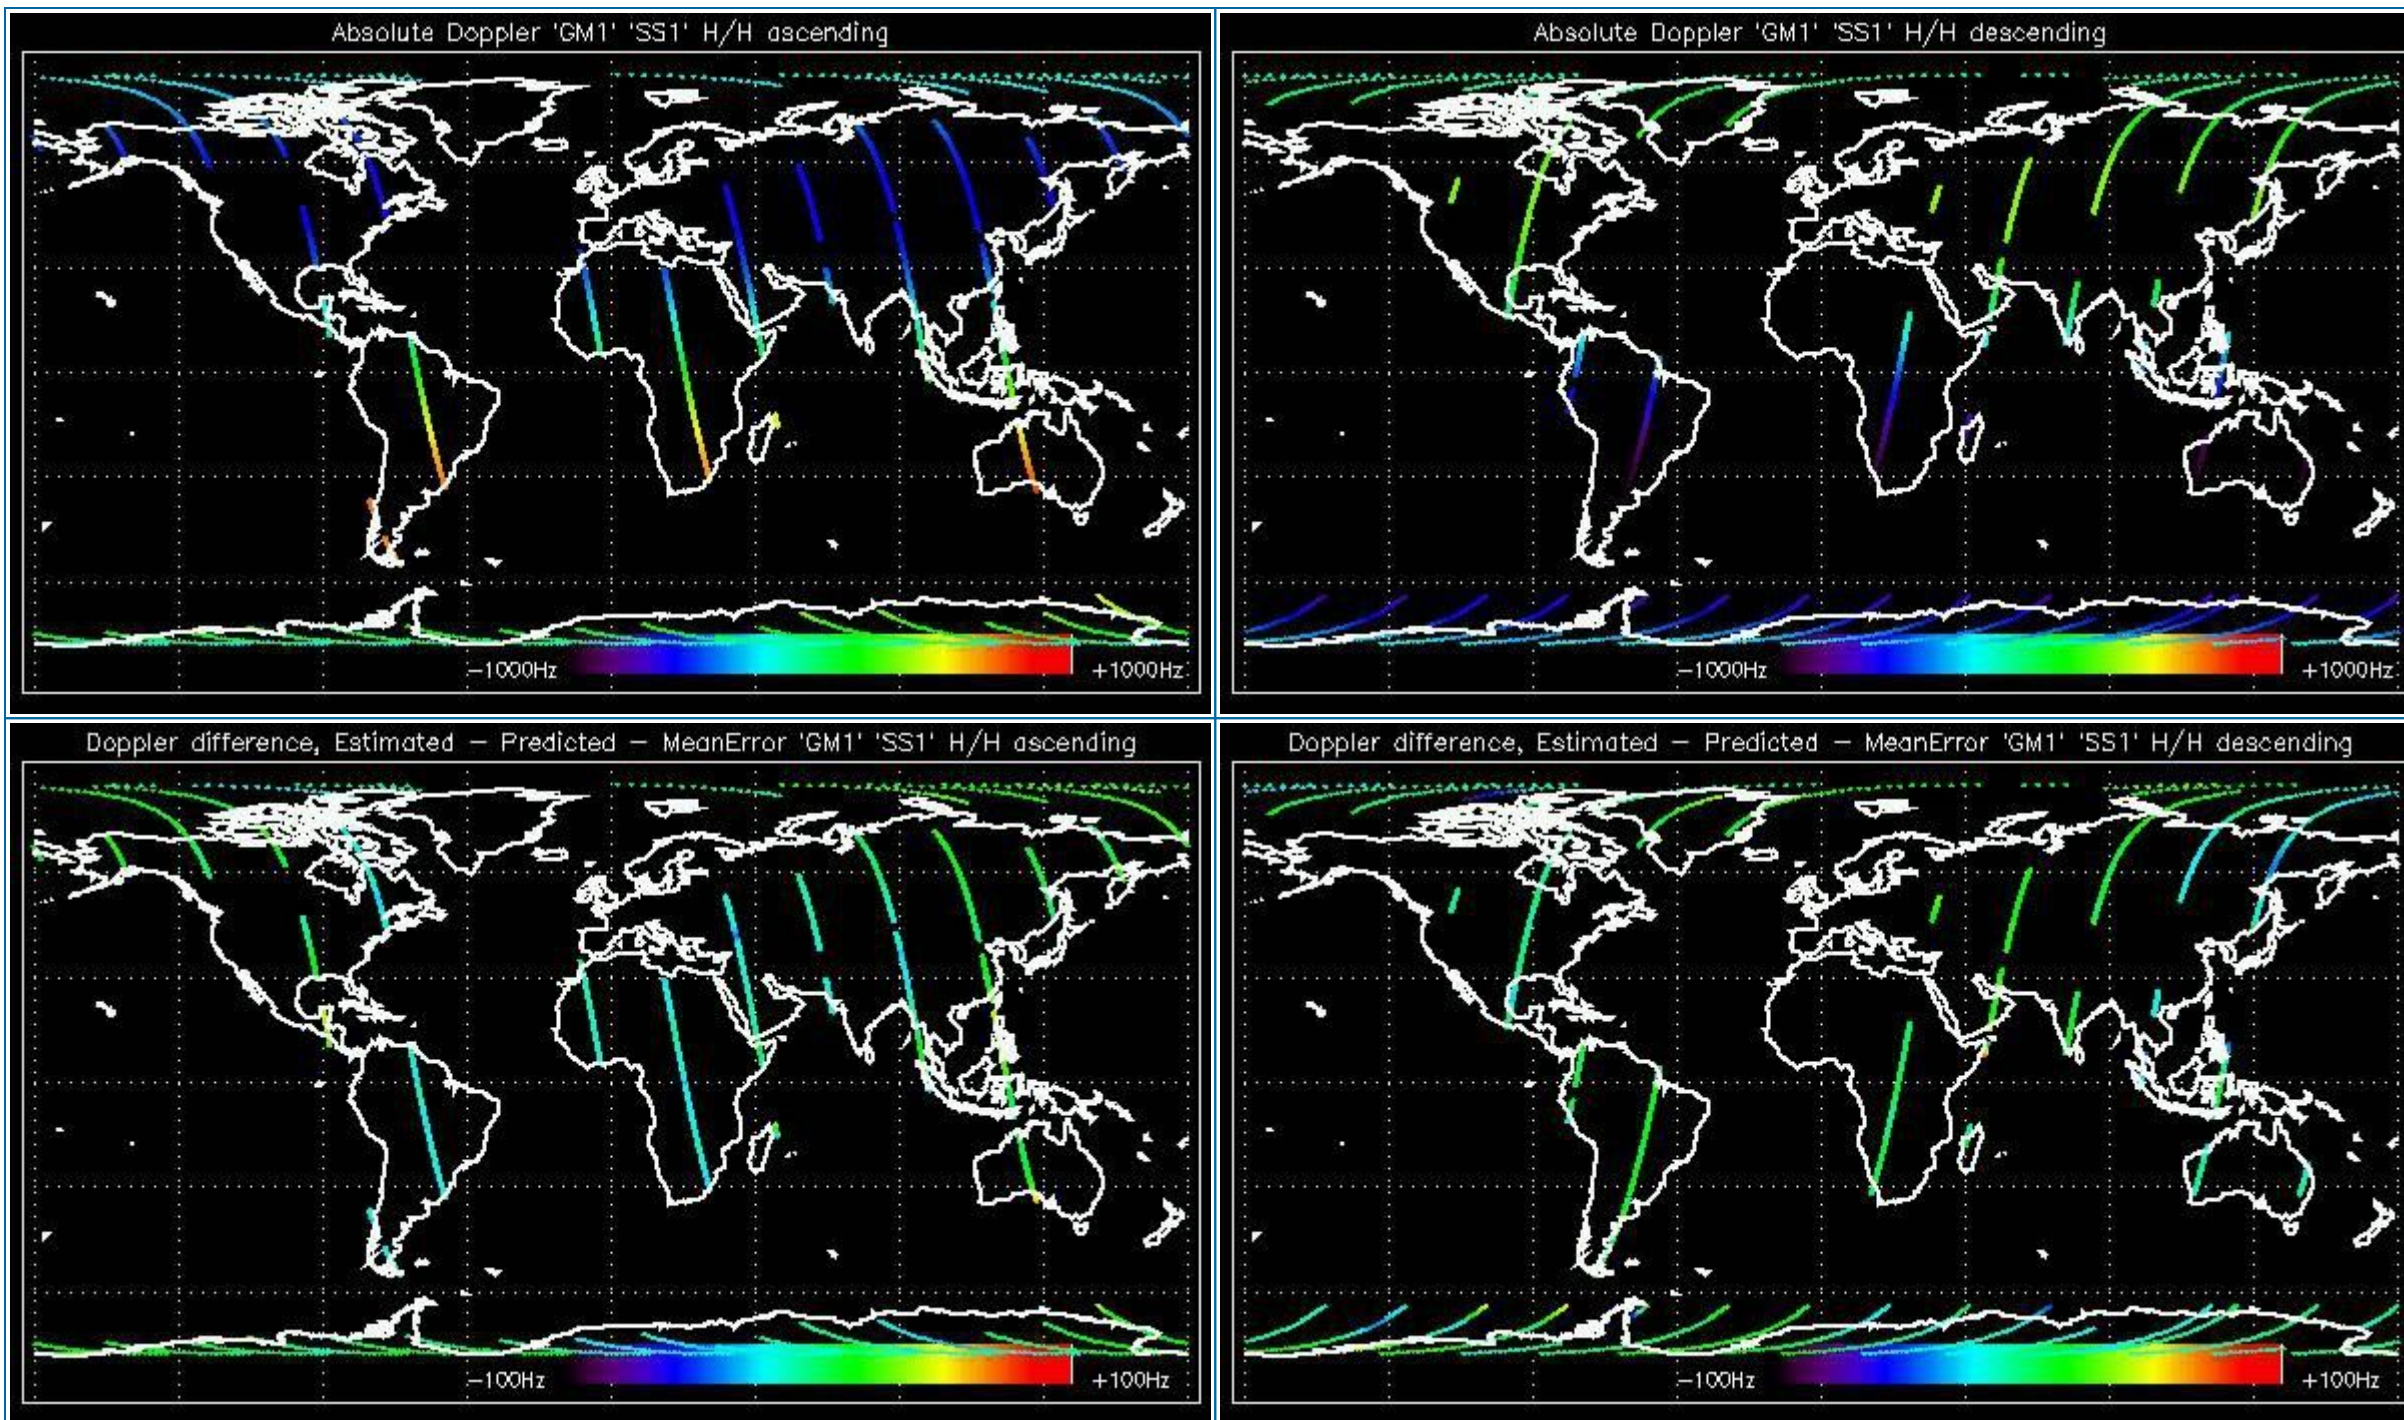 Absolute Doppler 'GM1' 'SS1' H/H ascending
−1000Hz
+1000Hz
Absolute Doppler 'GM1' 'SS1' H/H descending
−1000Hz
+1000Hz
Doppler difference, Estimated − Predicted − MeanError 'GM1' 'SS1' H/H ascending
−100Hz
+100Hz
Doppler difference, Estimated − Predicted − MeanError 'GM1' 'SS1' H/H descending
−100Hz
+100Hz